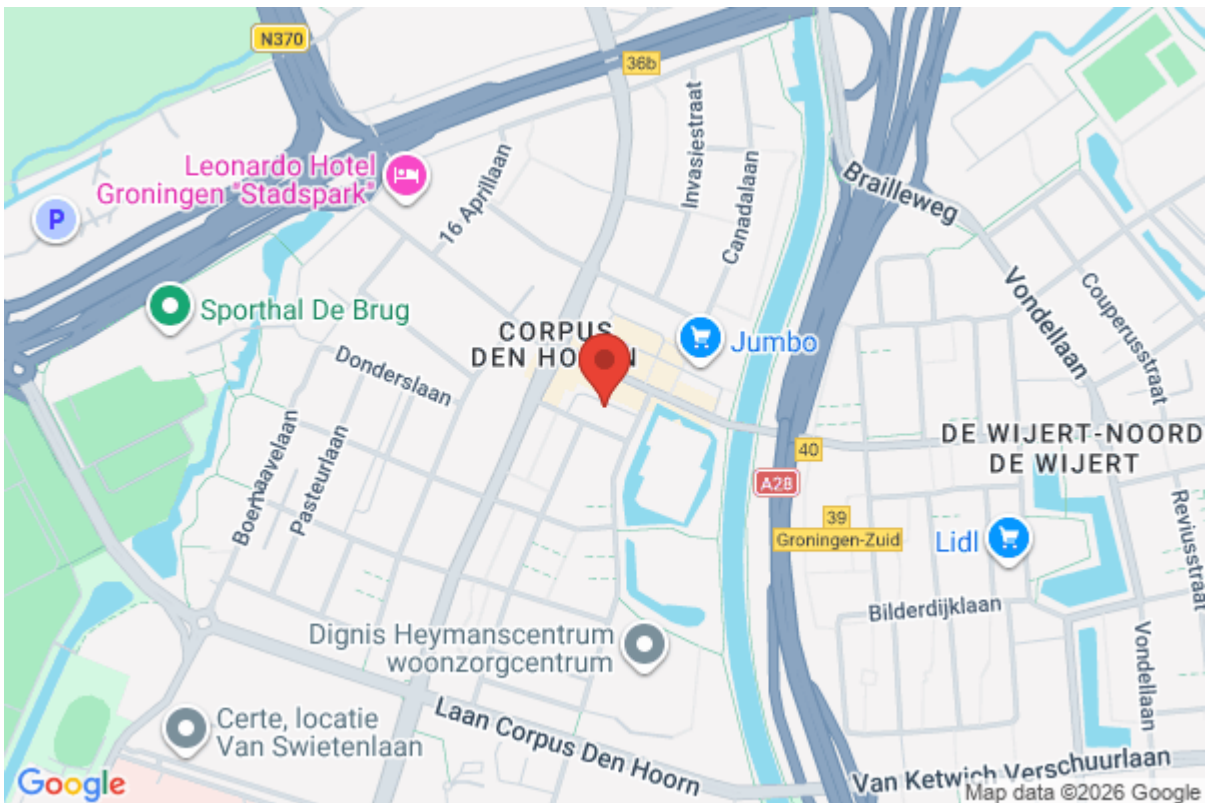 N370
36b
Invasiestraat
Leonardo Hotel
Groningen "Stadspark"
16 Aprillaan
Canadalaan
Brailleweg
P
Sporthal De Brug
Vondellaan
Couperusstraat
CORPUS
DEN HO
Jumbo
Donderslaan
Boerhaavelaan
Pasteurlaan
40
DE WIJERT-NOORD
DE WIJERT
A28
39
Groningen-Zuid
Lidl
Reviusstraat
Bilderdijklaan
Dignis Heymanscentrum
woonzorgcentrum
Vondellaan
Certe, locatie
Van Swietenlaan
Laan Corpus Den Hoorn
Van Ketwich Verschuurlaan
Google
Map data ©2026 Google